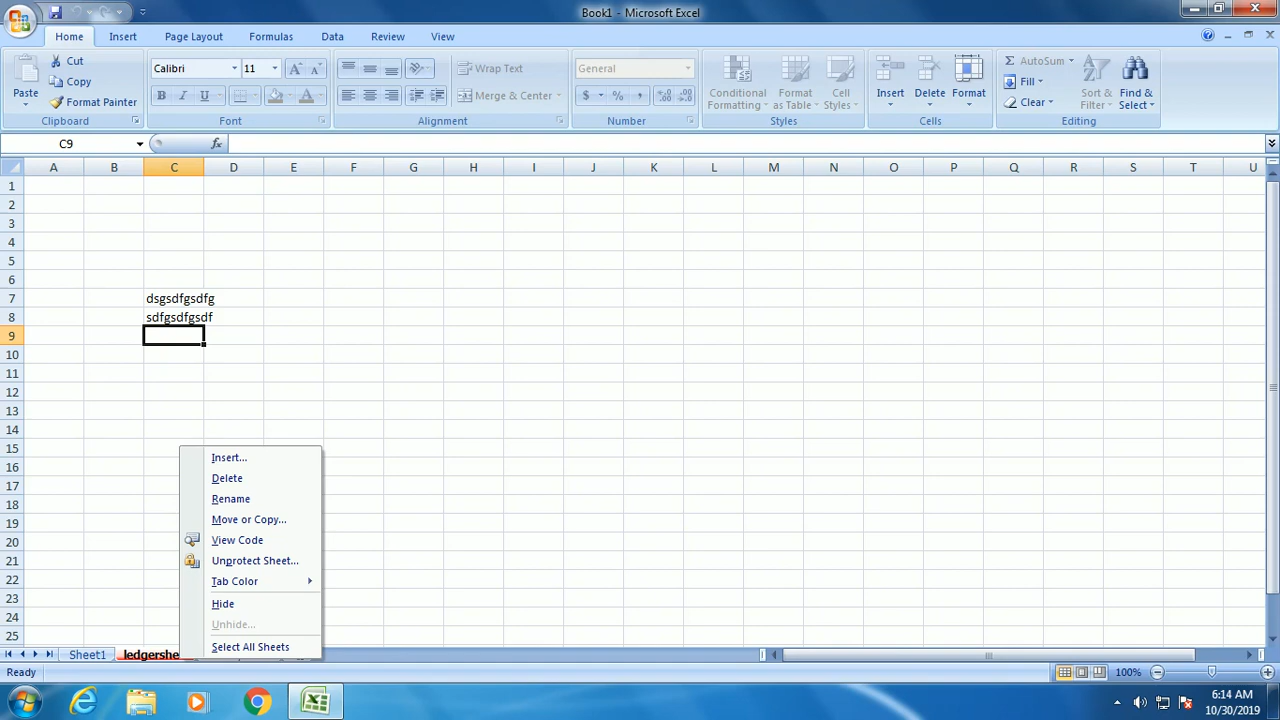 Book1 - Microsoft Excel
Home Insert Page Layout Formulas Data Review View
Paste
Cut
Copy
Format Painter
Clipboard
Calibri 11
B I U A
Font
Wrap Text
Merge & Center
Alignment
General
$ % ,
Number
Conditional Formatting
Format as Table
Cell Styles
Styles
Insert Delete Format
Cells
Σ AutoSum
Fill
Clear
Sort & Filter
Find & Select
Editing
C9 fx
A B C D E F G H I J K L M N O P Q R S T U
1
2
3
4
5
6
7 dsgsdfgsdfg
8 sdfgsdfgsdf
9
10
11
12
13
14
15
16
17
18
19
20
21
22
23
24
25
Insert...
Delete
Rename
Move or Copy...
View Code
Unprotect Sheet...
Tab Color
Hide
Unhide...
Select All Sheets
Sheet1
Ready 100%
6:14 AM
10/30/2019